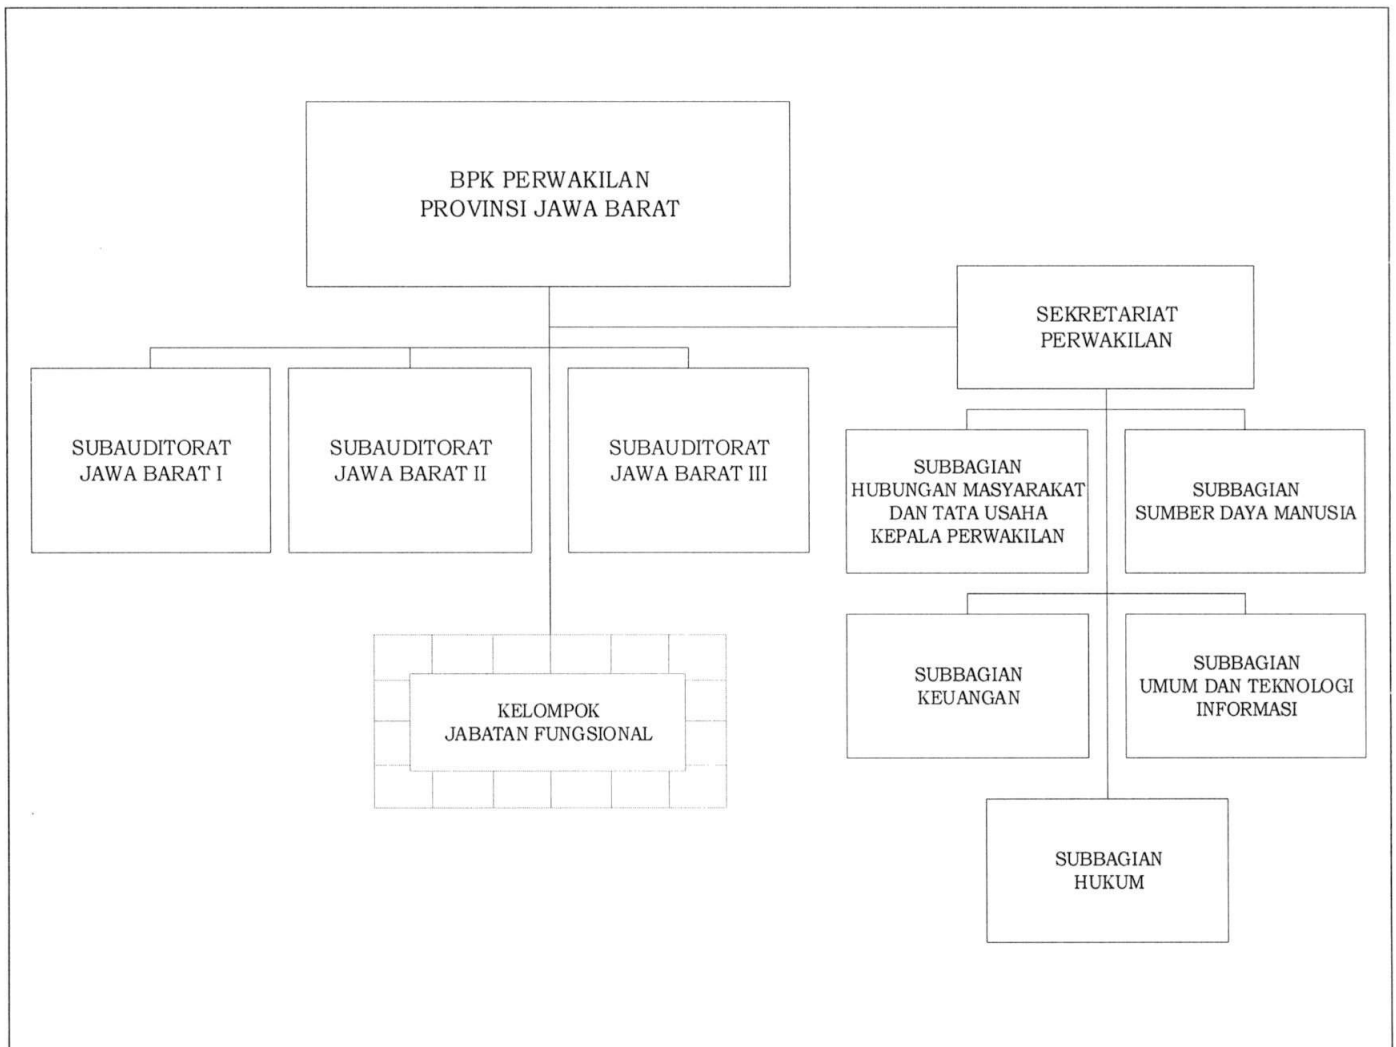 BPK PERWAKILAN
PROVINSI JAWA BARAT
SEKRETARIAT
PERWAKILAN
SUBAUDITORAT
JAWA BARAT I
SUBAUDITORAT
JAWA BARAT II
SUBAUDITORAT
JAWA BARAT III
SUBBAGIAN
HUBUNGAN MASYARAKAT
DAN TATA USAHA
KEPALA PERWAKILAN
SUBBAGIAN
SUMBER DAYA MANUSIA
SUBBAGIAN
KEUANGAN
SUBBAGIAN
UMUM DAN TEKNOLOGI
INFORMASI
KELOMPOK
JABATAN FUNGSIONAL
SUBBAGIAN
HUKUM